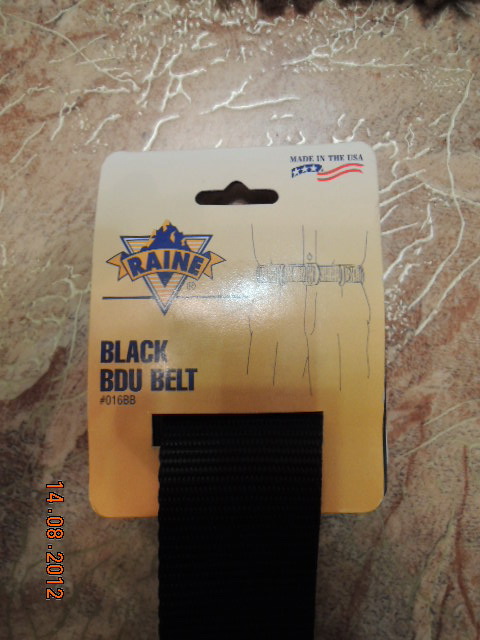 MADE IN THE USA
RAINE
®
BLACK
BDU BELT
#016BB
14.08.2012